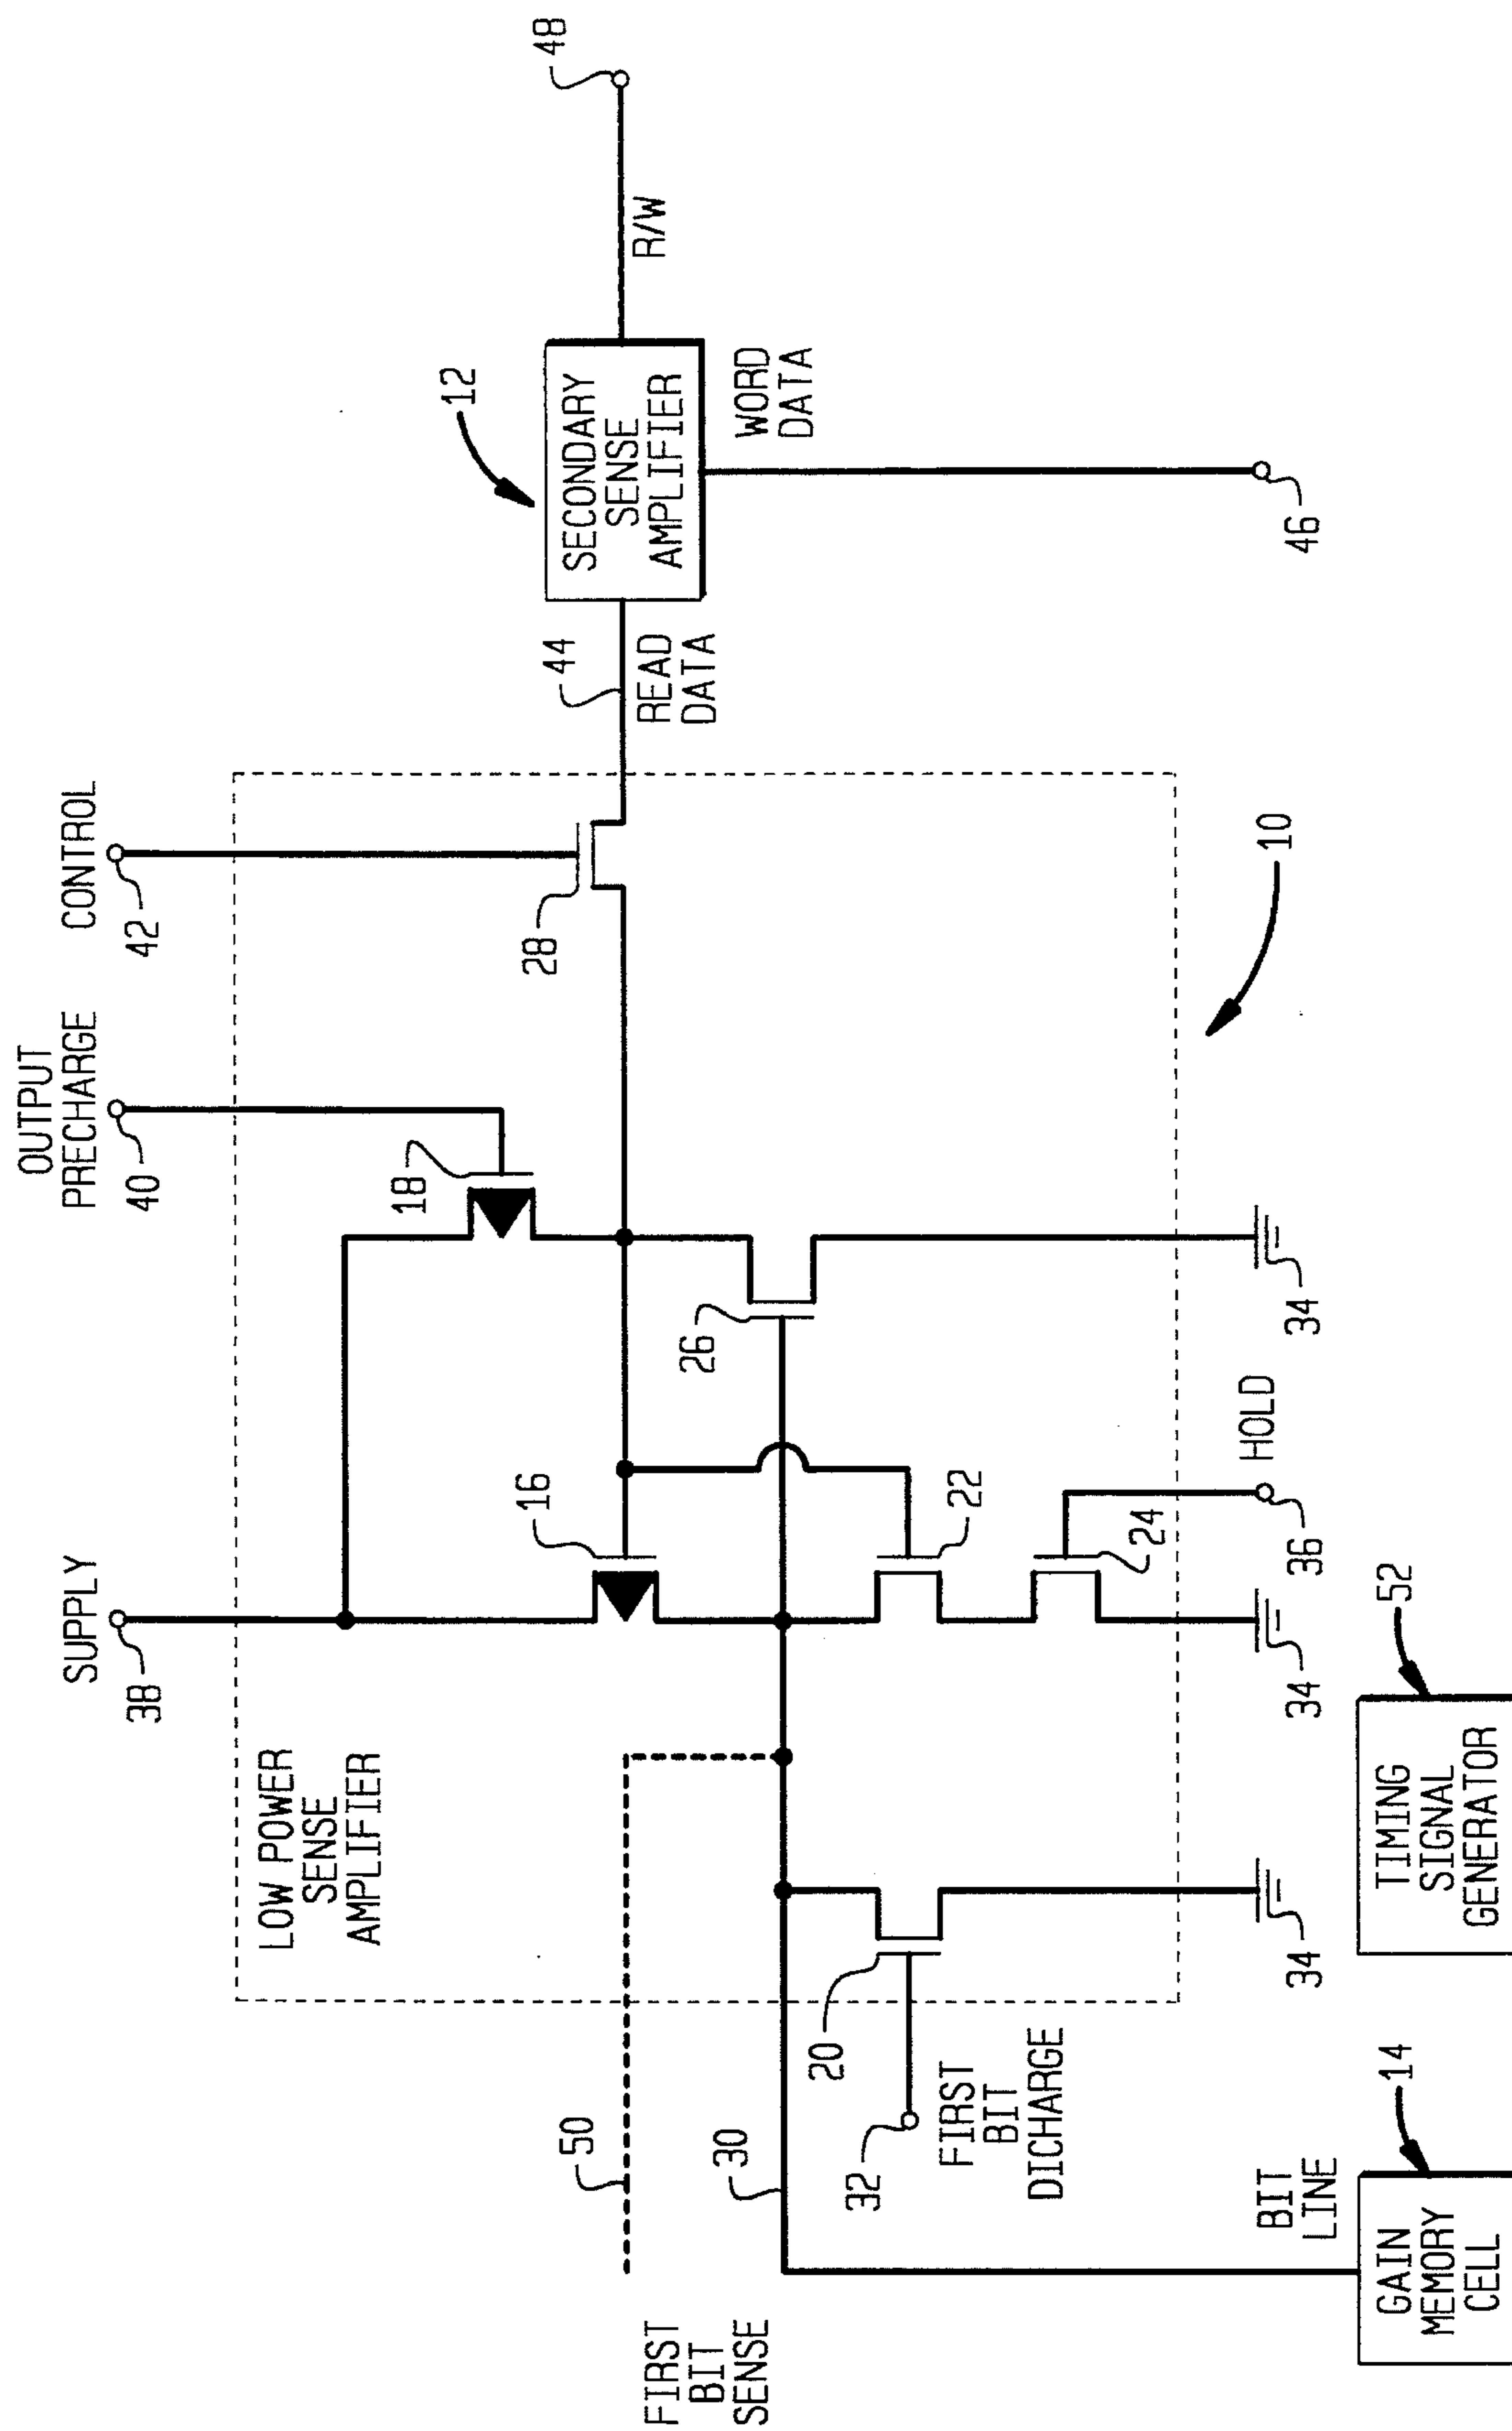 SUPPLY
38
OUTPUT
PRECHARGE
40
CONTROL
42
LOW POWER
SENSE
AMPLIFIER
16
18
28
12
SECONDARY
SENSE
AMPLIFIER
44
READ
DATA
R/W
48
WORD
DATA
46
FIRST
BIT
SENSE
50
30
26
20
22
24
32
FIRST
BIT
DICHARGE
10
BIT
LINE
34
34
36
HOLD
34
GAIN
MEMORY
CELL
14
TIMING
SIGNAL
GENERATOR
52